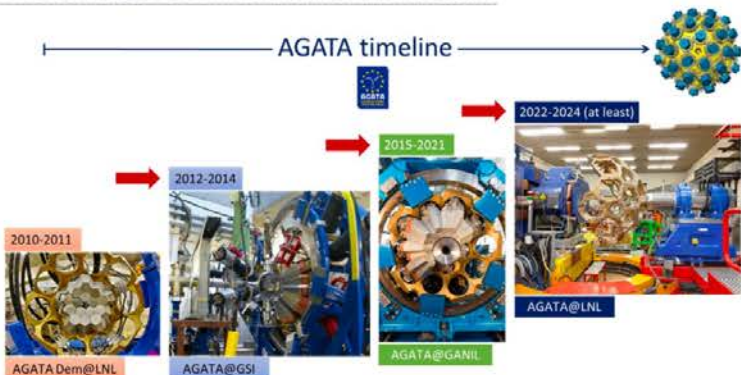 AGATA timeline
AGATA
2022-2024 (at least)
2015-2021
2012-2014
2010-2011
AGATA@LNL
AGATA@GANIL
AGATA Dem@LNL
AGATA@GSI